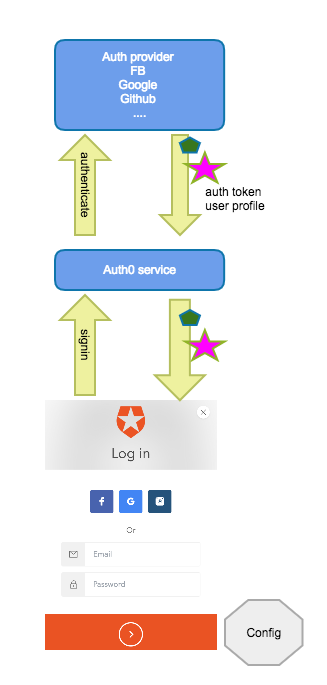 Auth provider
FB
Google
Github
....
authenticate
auth token
user profile
Auth0 service
signin
Log in
f
G
Or
Email
Password
Config